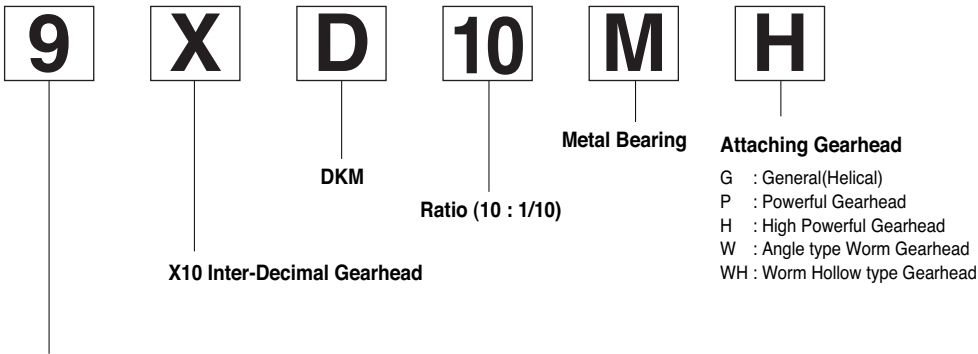 9 X D 10 M H
Metal Bearing
Attaching Gearhead
DKM
G : General(Helical)
P : Powerful Gearhead
Ratio (10 : 1/10)
H : High Powerful Gearhead
W : Angle type Worm Gearhead
X10 Inter-Decimal Gearhead
WH : Worm Hollow type Gearhead